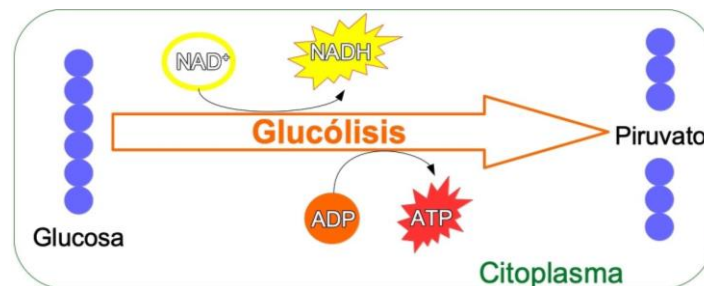 NAD⁺
NADH
Glucólisis
Glucosa
Piruvato
ADP
ATP
Citoplasma